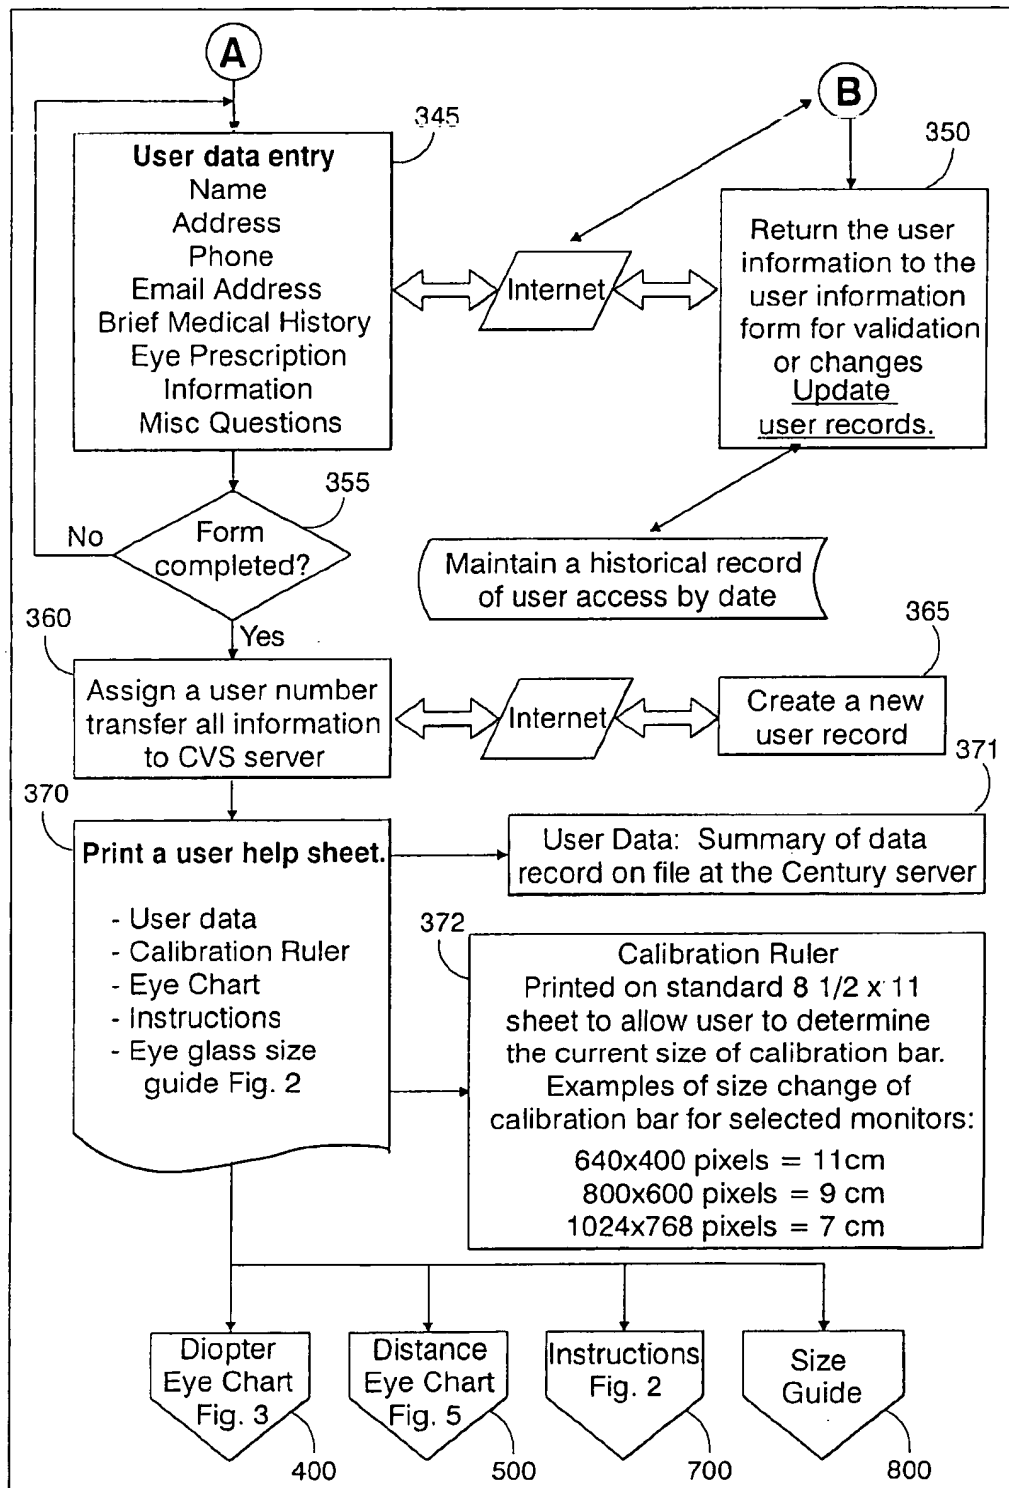 A
B
345
User data entry
Name
Address
Phone
Email Address
Brief Medical History
Eye Prescription
Information
Misc Questions
Internet
350
Return the user
information to the
user information
form for validation
or changes
Update
user records.
355
No
Form
completed?
Yes
Maintain a historical record
of user access by date
360
Assign a user number
transfer all information
to CVS server
Internet
365
Create a new
user record
370
Print a user help sheet.
- User data
- Calibration Ruler
- Eye Chart
- Instructions
- Eye glass size
guide Fig. 2
371
User Data: Summary of data
record on file at the Century server
372
Calibration Ruler
Printed on standard 8 1/2 x 11
sheet to allow user to determine
the current size of calibration bar.
Examples of size change of
calibration bar for selected monitors:
640x400 pixels = 11cm
800x600 pixels = 9 cm
1024x768 pixels = 7 cm
Diopter
Eye Chart
Fig. 3
400
Distance
Eye Chart
Fig. 5
500
Instructions
Fig. 2
700
Size
Guide
800